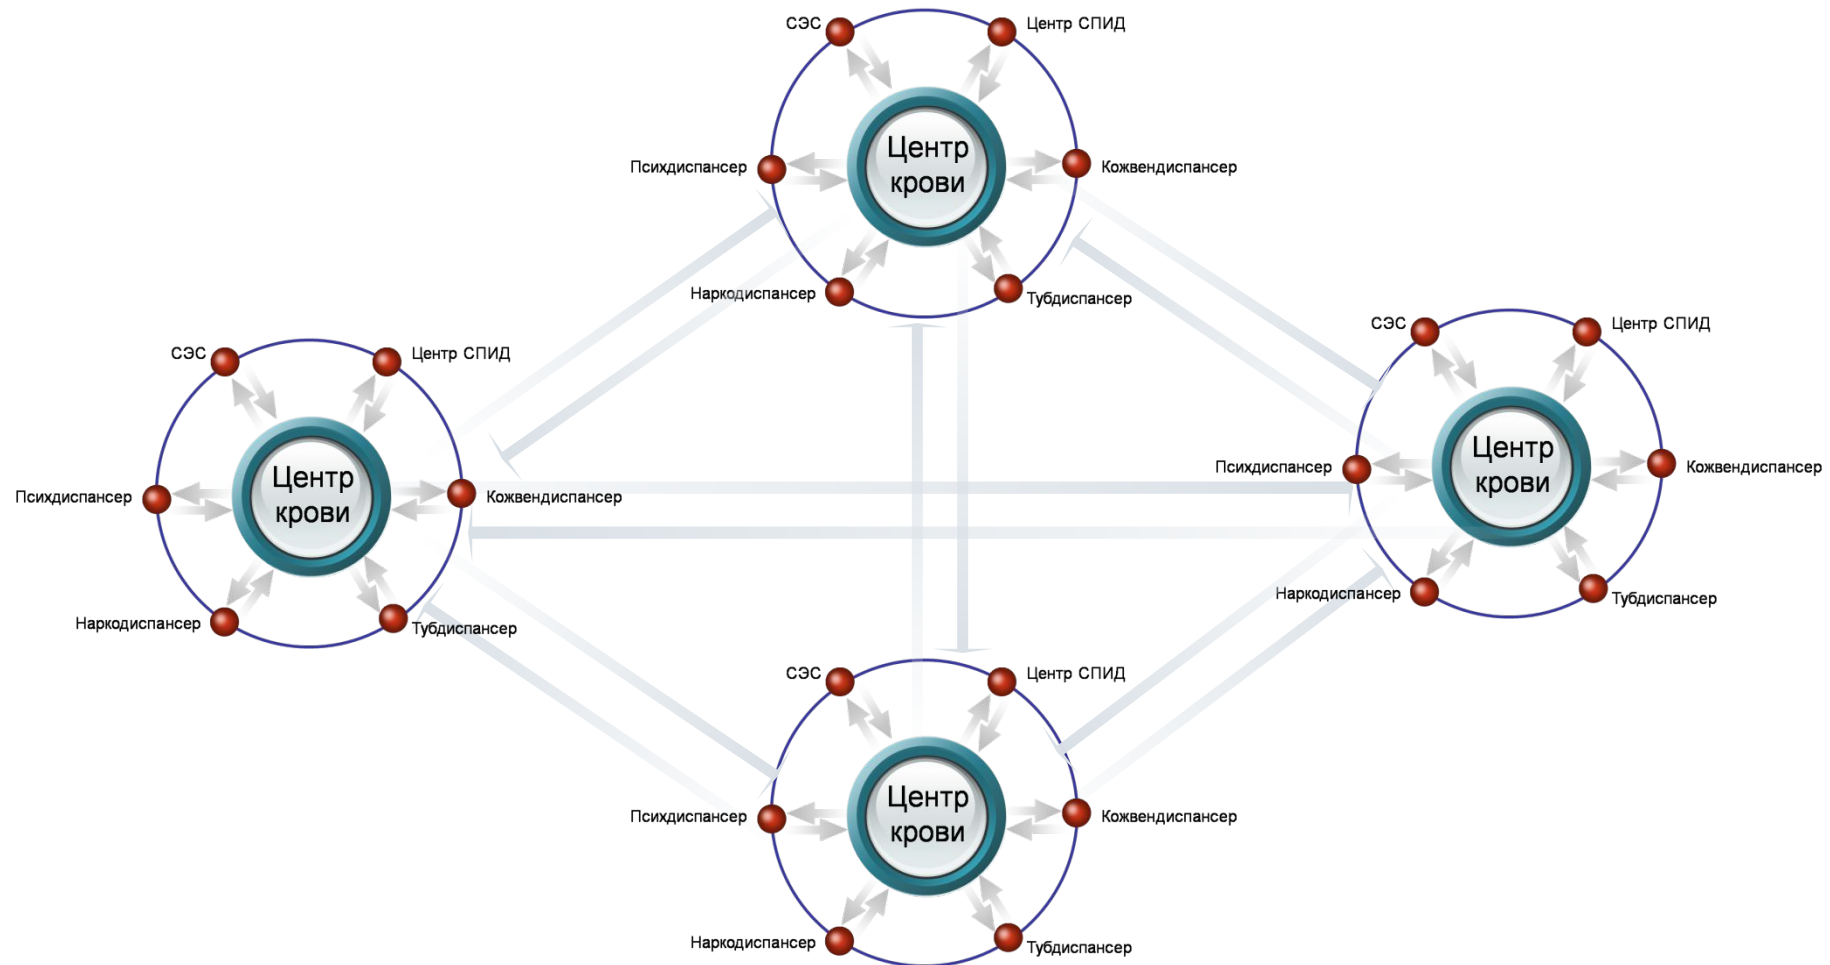 СЭС
Центр СПИД
Центр
крови
Психдиспансер
Кожвендиспансер
Наркодиспансер
Тубдиспансер
СЭС
Центр СПИД
Центр
крови
Психдиспансер
Кожвендиспансер
Наркодиспансер
Тубдиспансер
СЭС
Центр СПИД
Центр
крови
Психдиспансер
Кожвендиспансер
Наркодиспансер
Тубдиспансер
СЭС
Центр СПИД
Центр
крови
Психдиспансер
Кожвендиспансер
Наркодиспансер
Тубдиспансер